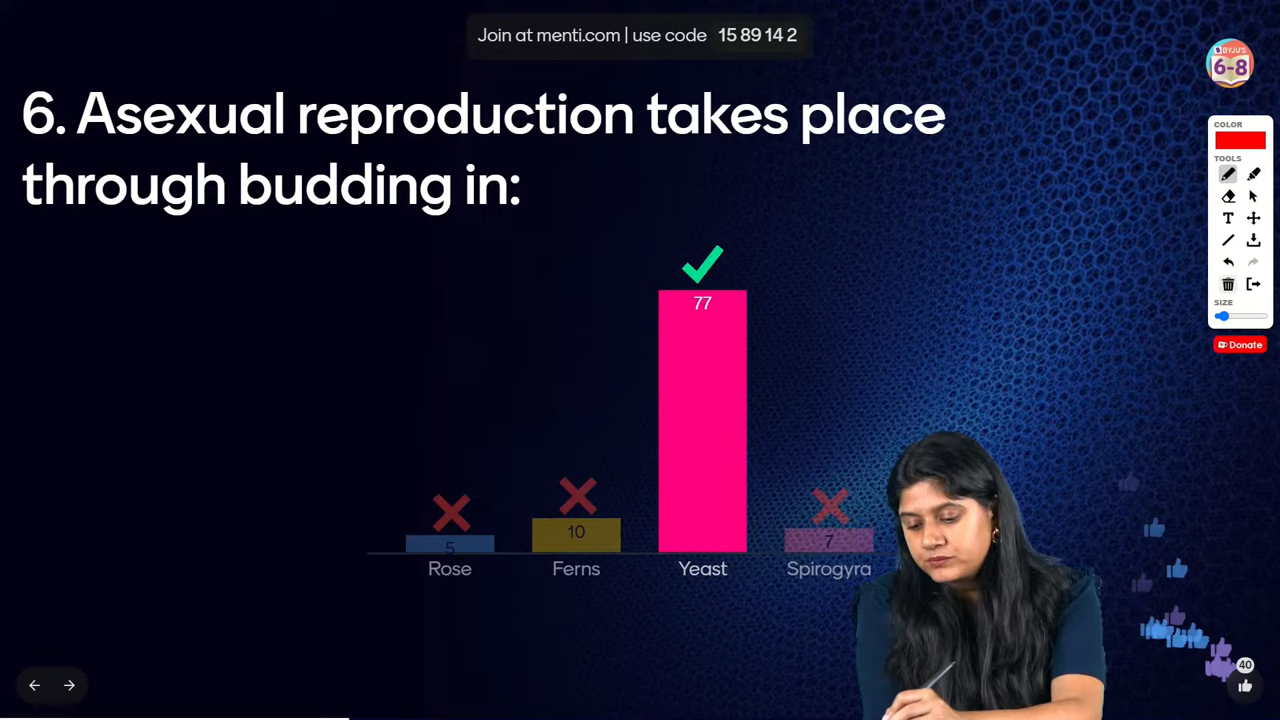 Join at menti.com | use code 15 89 14 2
BYJU'S
6-8
6. Asexual reproduction takes place
through budding in:
COLOR
TOOLS
T
SIZE
Donate
77
5
10
7
Rose
Ferns
Yeast
Spirogyra
40